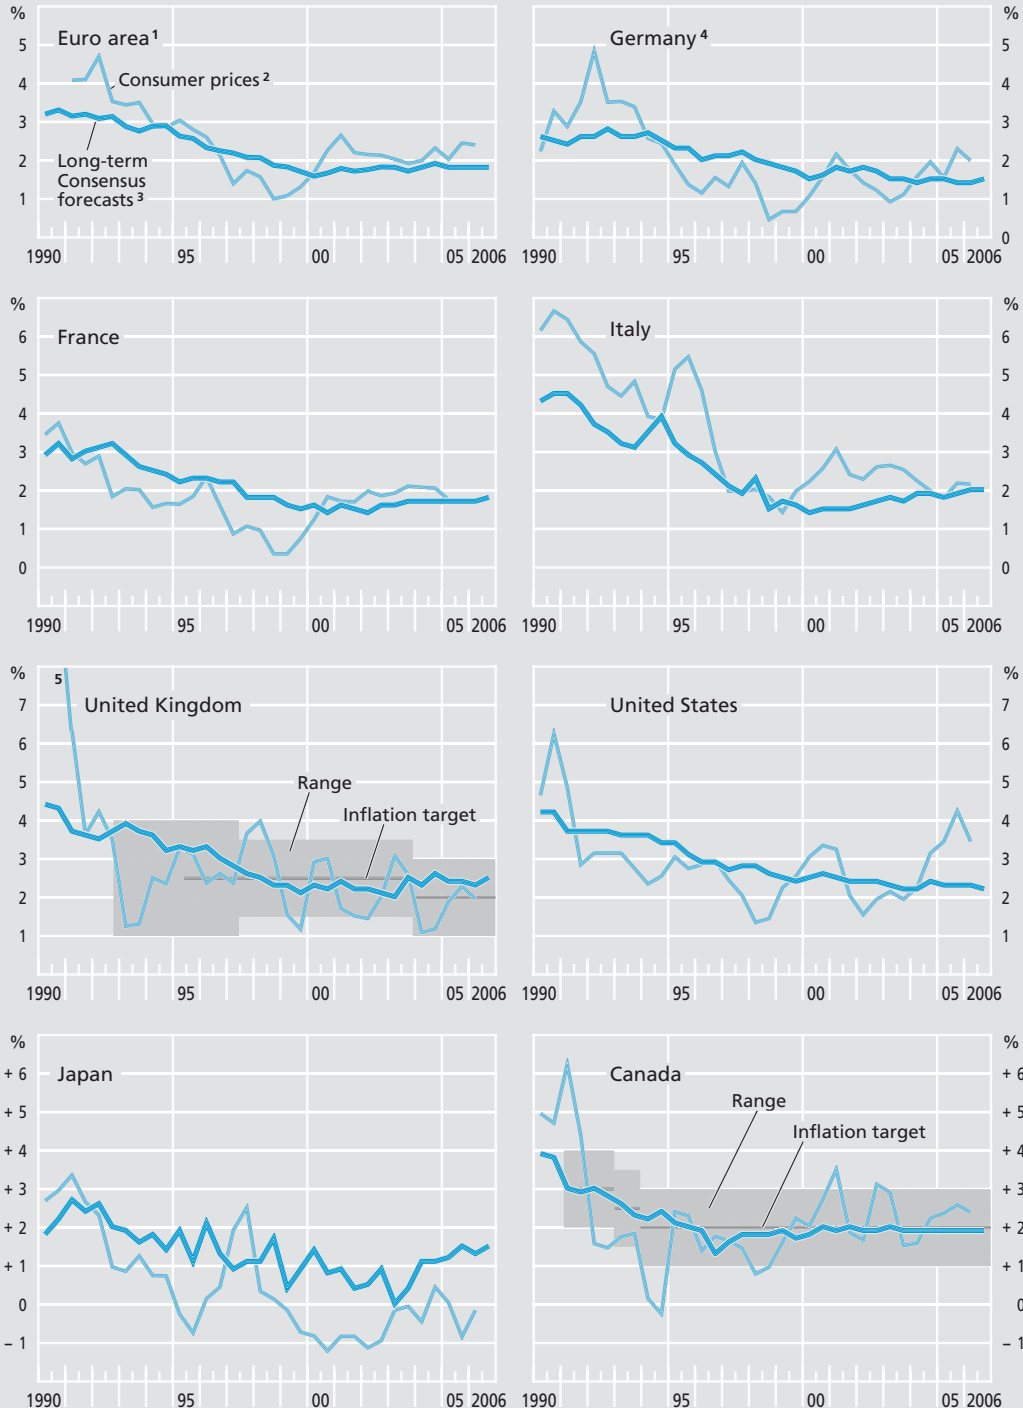 % %
Euro area 1 Germany 4
5 5
Consumer prices 2
4 4
3 3
2 2
Long-term
Consensus
forecasts 3
1 1
0
1990 95 00 05 2006 1990 95 00 05 2006
% %
France Italy
6 6
5 5
4 4
3 3
2 2
1 1
0 0
1990 95 00 05 2006 1990 95 00 05 2006
% %
5
United Kingdom United States
7 7
6 6
5 5
Range
Inflation target
4 4
3 3
2 2
1 1
1990 95 00 05 2006 1990 95 00 05 2006
% %
Japan Canada
+ 6 + 6
Range
+ 5 + 5
Inflation target
+ 4 + 4
+ 3 + 3
+ 2 + 2
+ 1 + 1
0 0
– 1 – 1
1990 95 00 05 2006 1990 95 00 05 2006